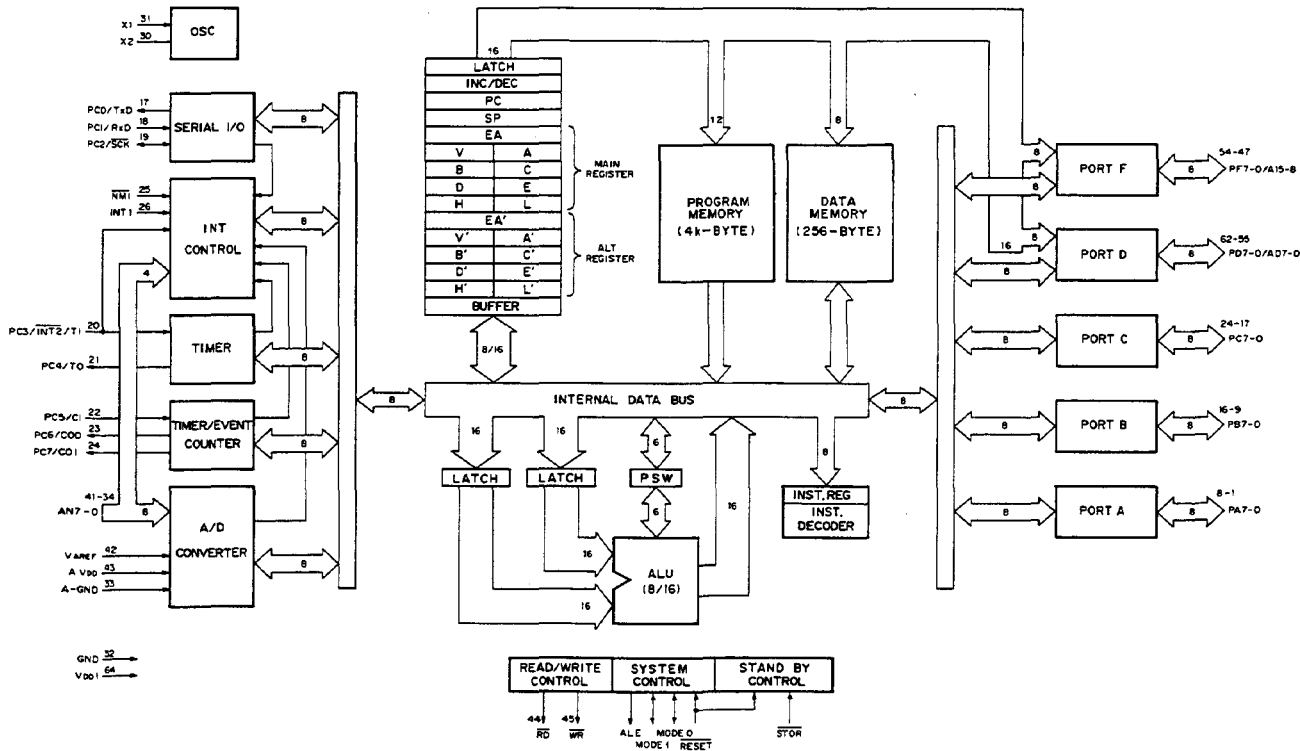 X1 31
X2 30
OSC
PC0/TxD 17
PC1/RxD 18
PC2/SCK 19
SERIAL I/O
8
NMI 25
INT1 26
INT
CONTROL
8
4
PC3/INT2/TI 20
PC4/TO 21
TIMER
8
PC5/CI 22
PC6/CO0 23
PC7/CO1 24
TIMER/EVENT
COUNTER
8
AN7-0 41-34
8
VAREF 42
AVDD 43
A-GND 33
A/D
CONVERTER
8
GND 32
VDD1 64
16
LATCH
INC/DEC
PC
SP
EA
V A
B C
D E
H L
MAIN
REGISTER
EA'
V' A'
B' C'
D' E'
H' L'
ALT
REGISTER
BUFFER
8/16
12
PROGRAM
MEMORY
(4k-BYTE)
8
DATA
MEMORY
(256-BYTE)
8
INTERNAL DATA BUS
8
16
16
6
8
LATCH
LATCH
PSW
6
16
16
16
ALU
(8/16)
INST.REG
INST.
DECODER
8
8
PORT F
8
54-47
PF7-0/A15-8
16
8
8
PORT D
8
62-55
PD7-0/AD7-0
8
PORT C
8
24-17
PC7-0
8
PORT B
8
16-9
PB7-0
8
PORT A
8
8-1
PA7-0
READ/WRITE
CONTROL
SYSTEM
CONTROL
STAND BY
CONTROL
44 RD
45 WR
ALE
MODE1
MODE0
RESET
STOP